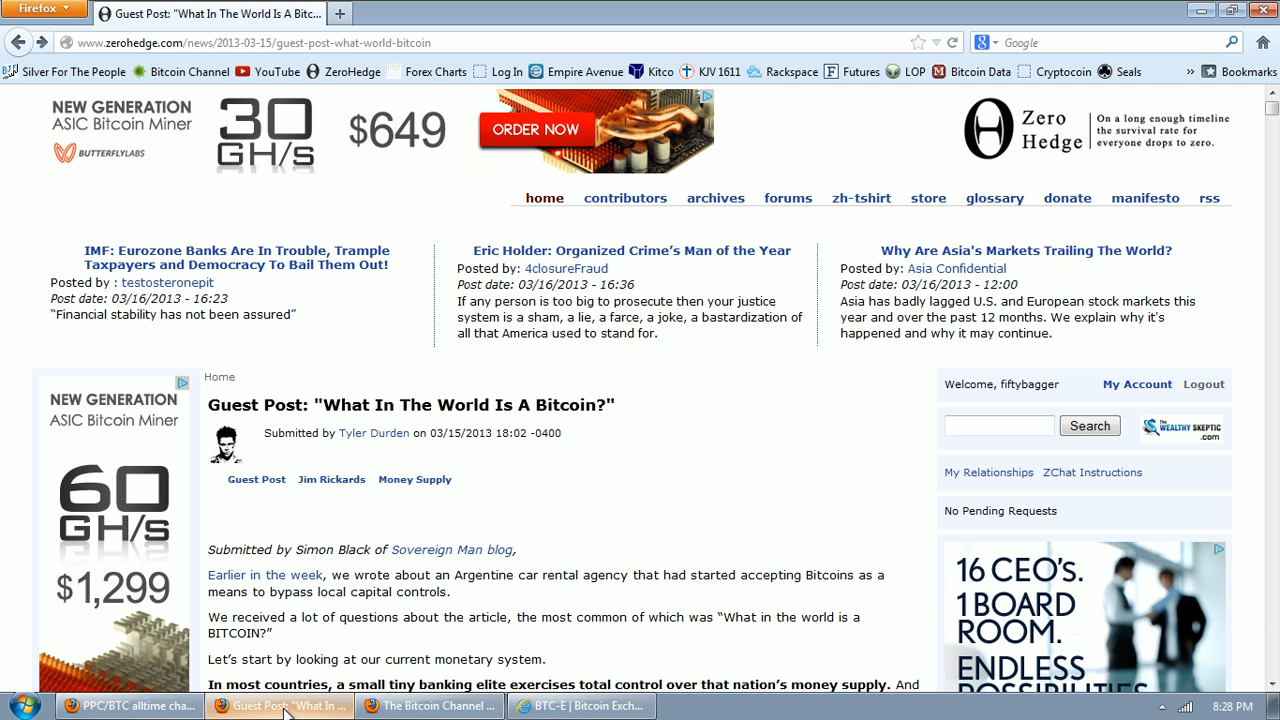 Firefox
Guest Post: "What In The World Is A Bitc...
www.zerohedge.com/news/2013-03-15/guest-post-what-world-bitcoin
Google
Silver For The People
Bitcoin Channel
YouTube
ZeroHedge
Forex Charts
Log In
Empire Avenue
Kitco
KJV 1611
Rackspace
Futures
LOP
Bitcoin Data
Cryptocoin
Seals
»
Bookmarks
NEW GENERATION
ASIC Bitcoin Miner
BUTTERFLYLABS
30
GH/s
$649
ORDER NOW
Zero
Hedge
On a long enough timeline
the survival rate for
everyone drops to zero.
home
contributors
archives
forums
zh-tshirt
store
glossary
donate
manifesto
rss
IMF: Eurozone Banks Are In Trouble, Trample
Taxpayers and Democracy To Bail Them Out!
Posted by : testosteronepit
Post date: 03/16/2013 - 16:23
“Financial stability has not been assured”
Eric Holder: Organized Crime’s Man of the Year
Posted by: 4closureFraud
Post date: 03/16/2013 - 16:36
If any person is too big to prosecute then your justice
system is a sham, a lie, a farce, a joke, a bastardization of
all that America used to stand for.
Why Are Asia's Markets Trailing The World?
Posted by: Asia Confidential
Post date: 03/16/2013 - 12:00
Asia has badly lagged U.S. and European stock markets this
year and over the past 12 months. We explain why it's
happened and why it may continue.
NEW GENERATION
ASIC Bitcoin Miner
60
GH/s
$1,299
Home
Guest Post: "What In The World Is A Bitcoin?"
Submitted by Tyler Durden on 03/15/2013 18:02 -0400
Guest Post
Jim Rickards
Money Supply
Submitted by Simon Black of Sovereign Man blog,
Earlier in the week, we wrote about an Argentine car rental agency that had started accepting Bitcoins as a
means to bypass local capital controls.
We received a lot of questions about the article, the most common of which was “What in the world is a
BITCOIN?”
Let’s start by looking at our current monetary system.
In most countries, a small tiny banking elite exercises total control over that nation’s money supply. And
Welcome, fiftybagger
My Account
Logout
Search
The
WEALTHY SKEPTIC
.com
My Relationships
ZChat Instructions
No Pending Requests
16 CEO's.
1 BOARD
ROOM.
ENDLESS
POSSIBILITIES
PPC/BTC alltime cha...
Guest Post: "What In ...
The Bitcoin Channel ...
BTC-E | Bitcoin Exch...
8:28 PM